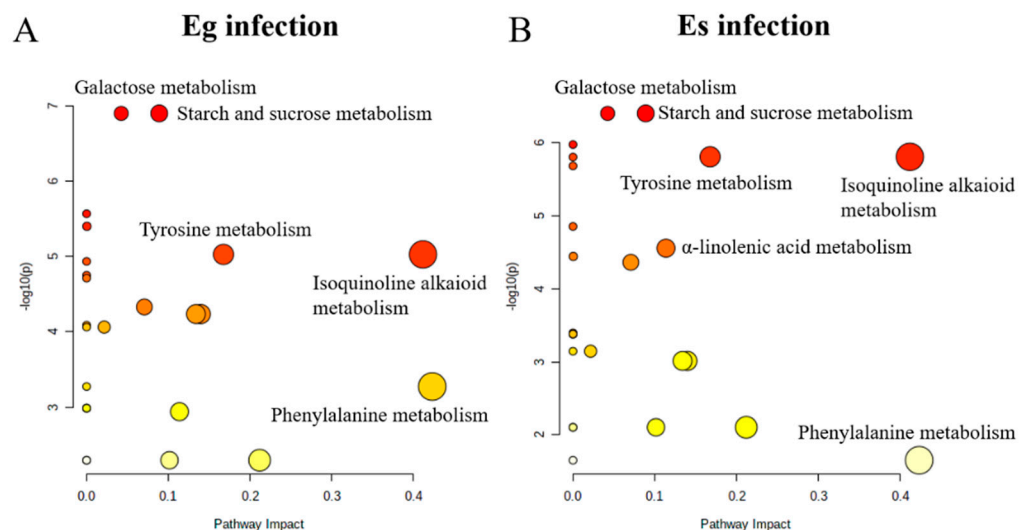 A
Eg infection
Galactose metabolism
Starch and sucrose metabolism
Tyrosine metabolism
Isoquinoline alkaioid
metabolism
Phenylalanine metabolism
-log10(p)
7
6
5
4
3
0.0 0.1 0.2 0.3 0.4
Pathway Impact
B
Es infection
Galactose metabolism
Starch and sucrose metabolism
Tyrosine metabolism
Isoquinoline alkaioid
metabolism
α-linolenic acid metabolism
Phenylalanine metabolism
-log10(p)
6
5
4
3
2
0.0 0.1 0.2 0.3 0.4
Pathway Impact